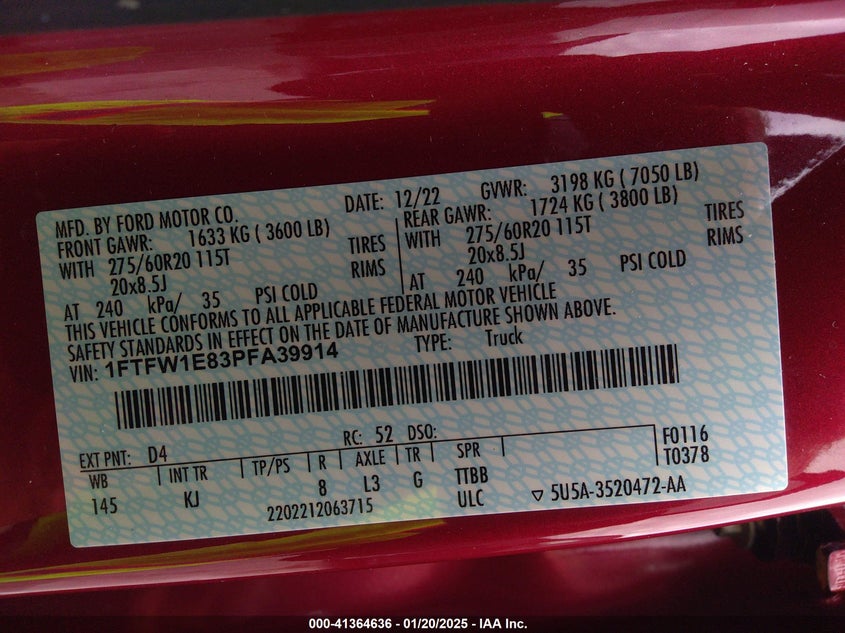 MFD. BY FORD MOTOR CO. DATE: 12/22 GVWR: 3198 KG ( 7050 LB)
FRONT GAWR: 1633 KG ( 3600 LB) REAR GAWR: 1724 KG ( 3800 LB)
WITH 275/60R20 115T TIRES WITH 275/60R20 115T TIRES
20x8.5J RIMS 20x8.5J RIMS
AT 240 kPa/ 35 PSI COLD AT 240 kPa/ 35 PSI COLD
THIS VEHICLE CONFORMS TO ALL APPLICABLE FEDERAL MOTOR VEHICLE
SAFETY STANDARDS IN EFFECT ON THE DATE OF MANUFACTURE SHOWN ABOVE.
VIN: 1FTFW1E83PFA39914 TYPE: Truck
EXT PNT: D4 RC: 52 DSO: F0116
WB INT TR TP/PS R AXLE TR SPR T0378
145 KJ 8 L3 G TTBB
2202212063715 ULC ▽ 5U5A-3520472-AA
000-41364636 - 01/20/2025 - IAA Inc.